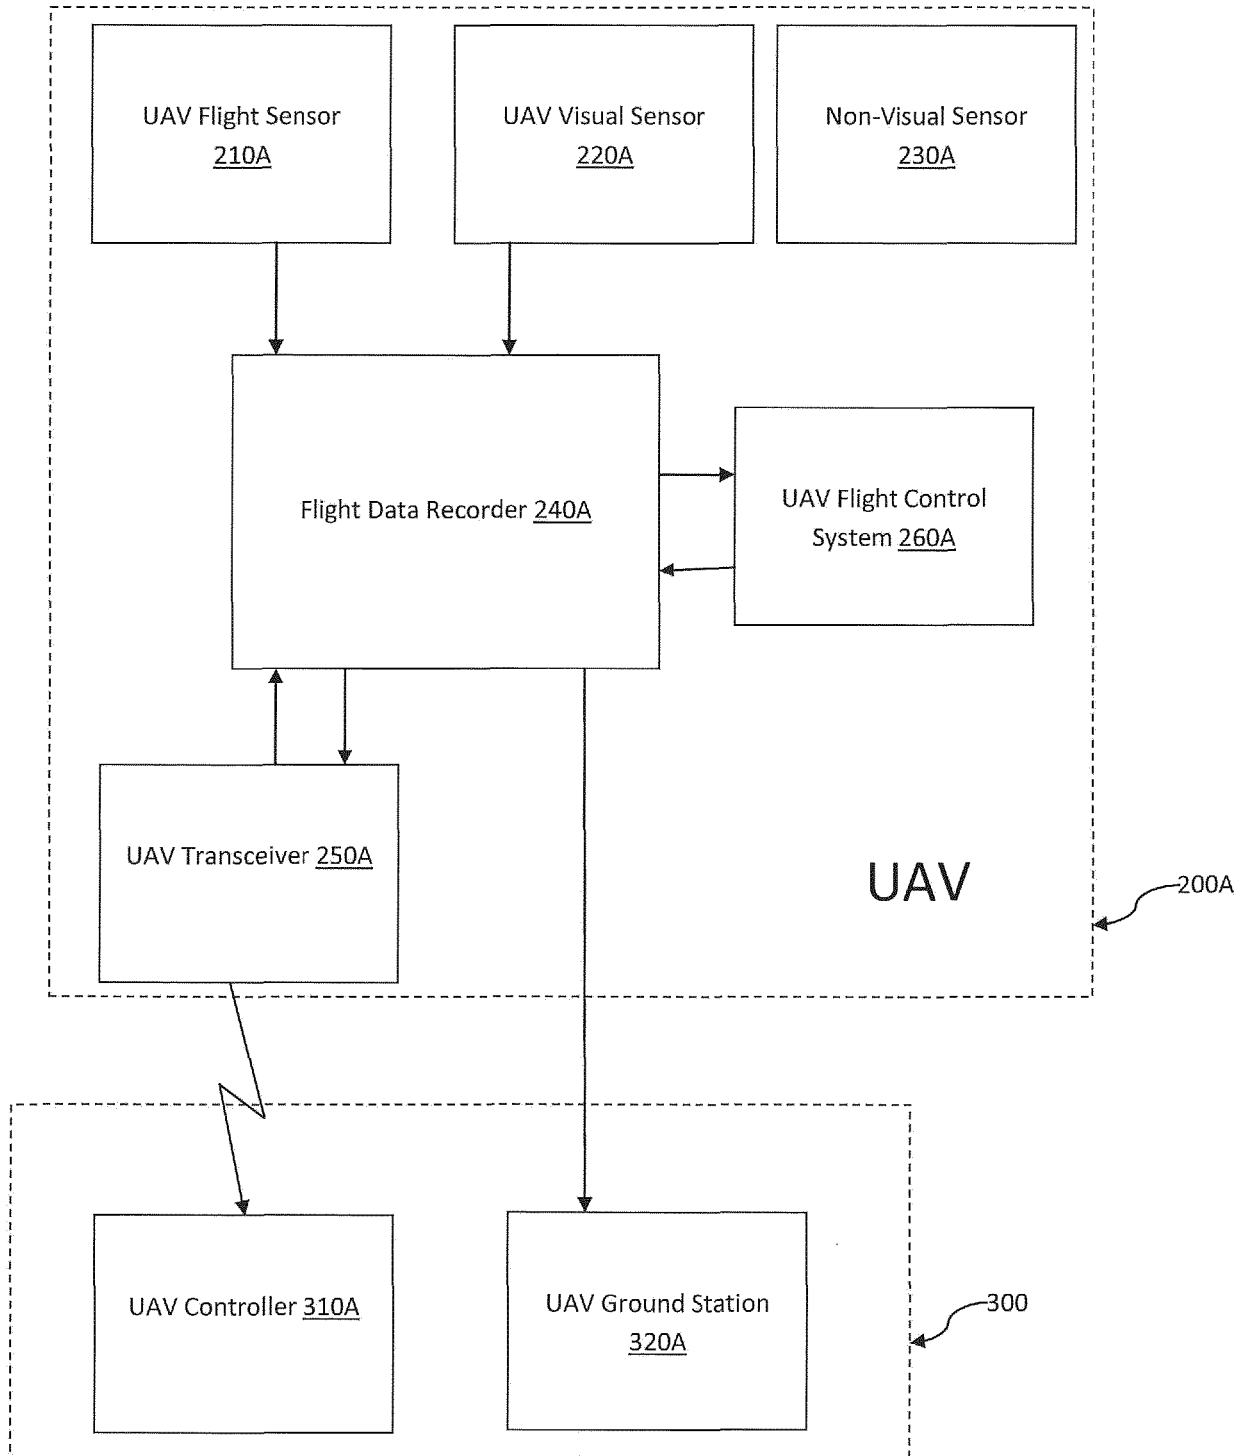 UAV Flight Sensor
210A
UAV Visual Sensor
220A
Non-Visual Sensor
230A
Flight Data Recorder 240A
UAV Flight Control
System 260A
UAV Transceiver 250A
UAV
200A
UAV Controller 310A
UAV Ground Station
320A
300